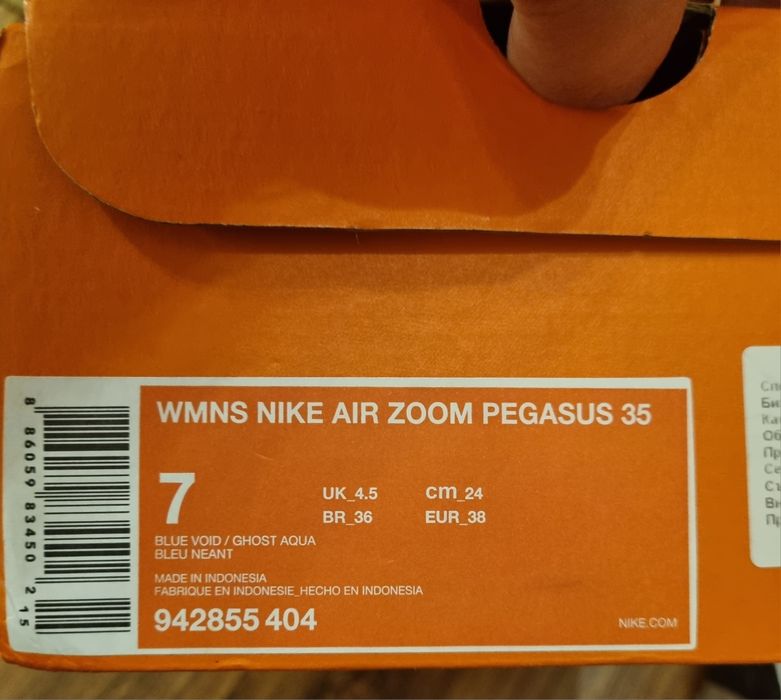 WMNS NIKE AIR ZOOM PEGASUS 35
7
UK_4.5 cm_24
BR_36 EUR_38
BLUE VOID / GHOST AQUA
BLEU NEANT
MADE IN INDONESIA
FABRIQUE EN INDONESIE_HECHO EN INDONESIA
942855 404
NIKE.COM
8 86059 83450 2 15